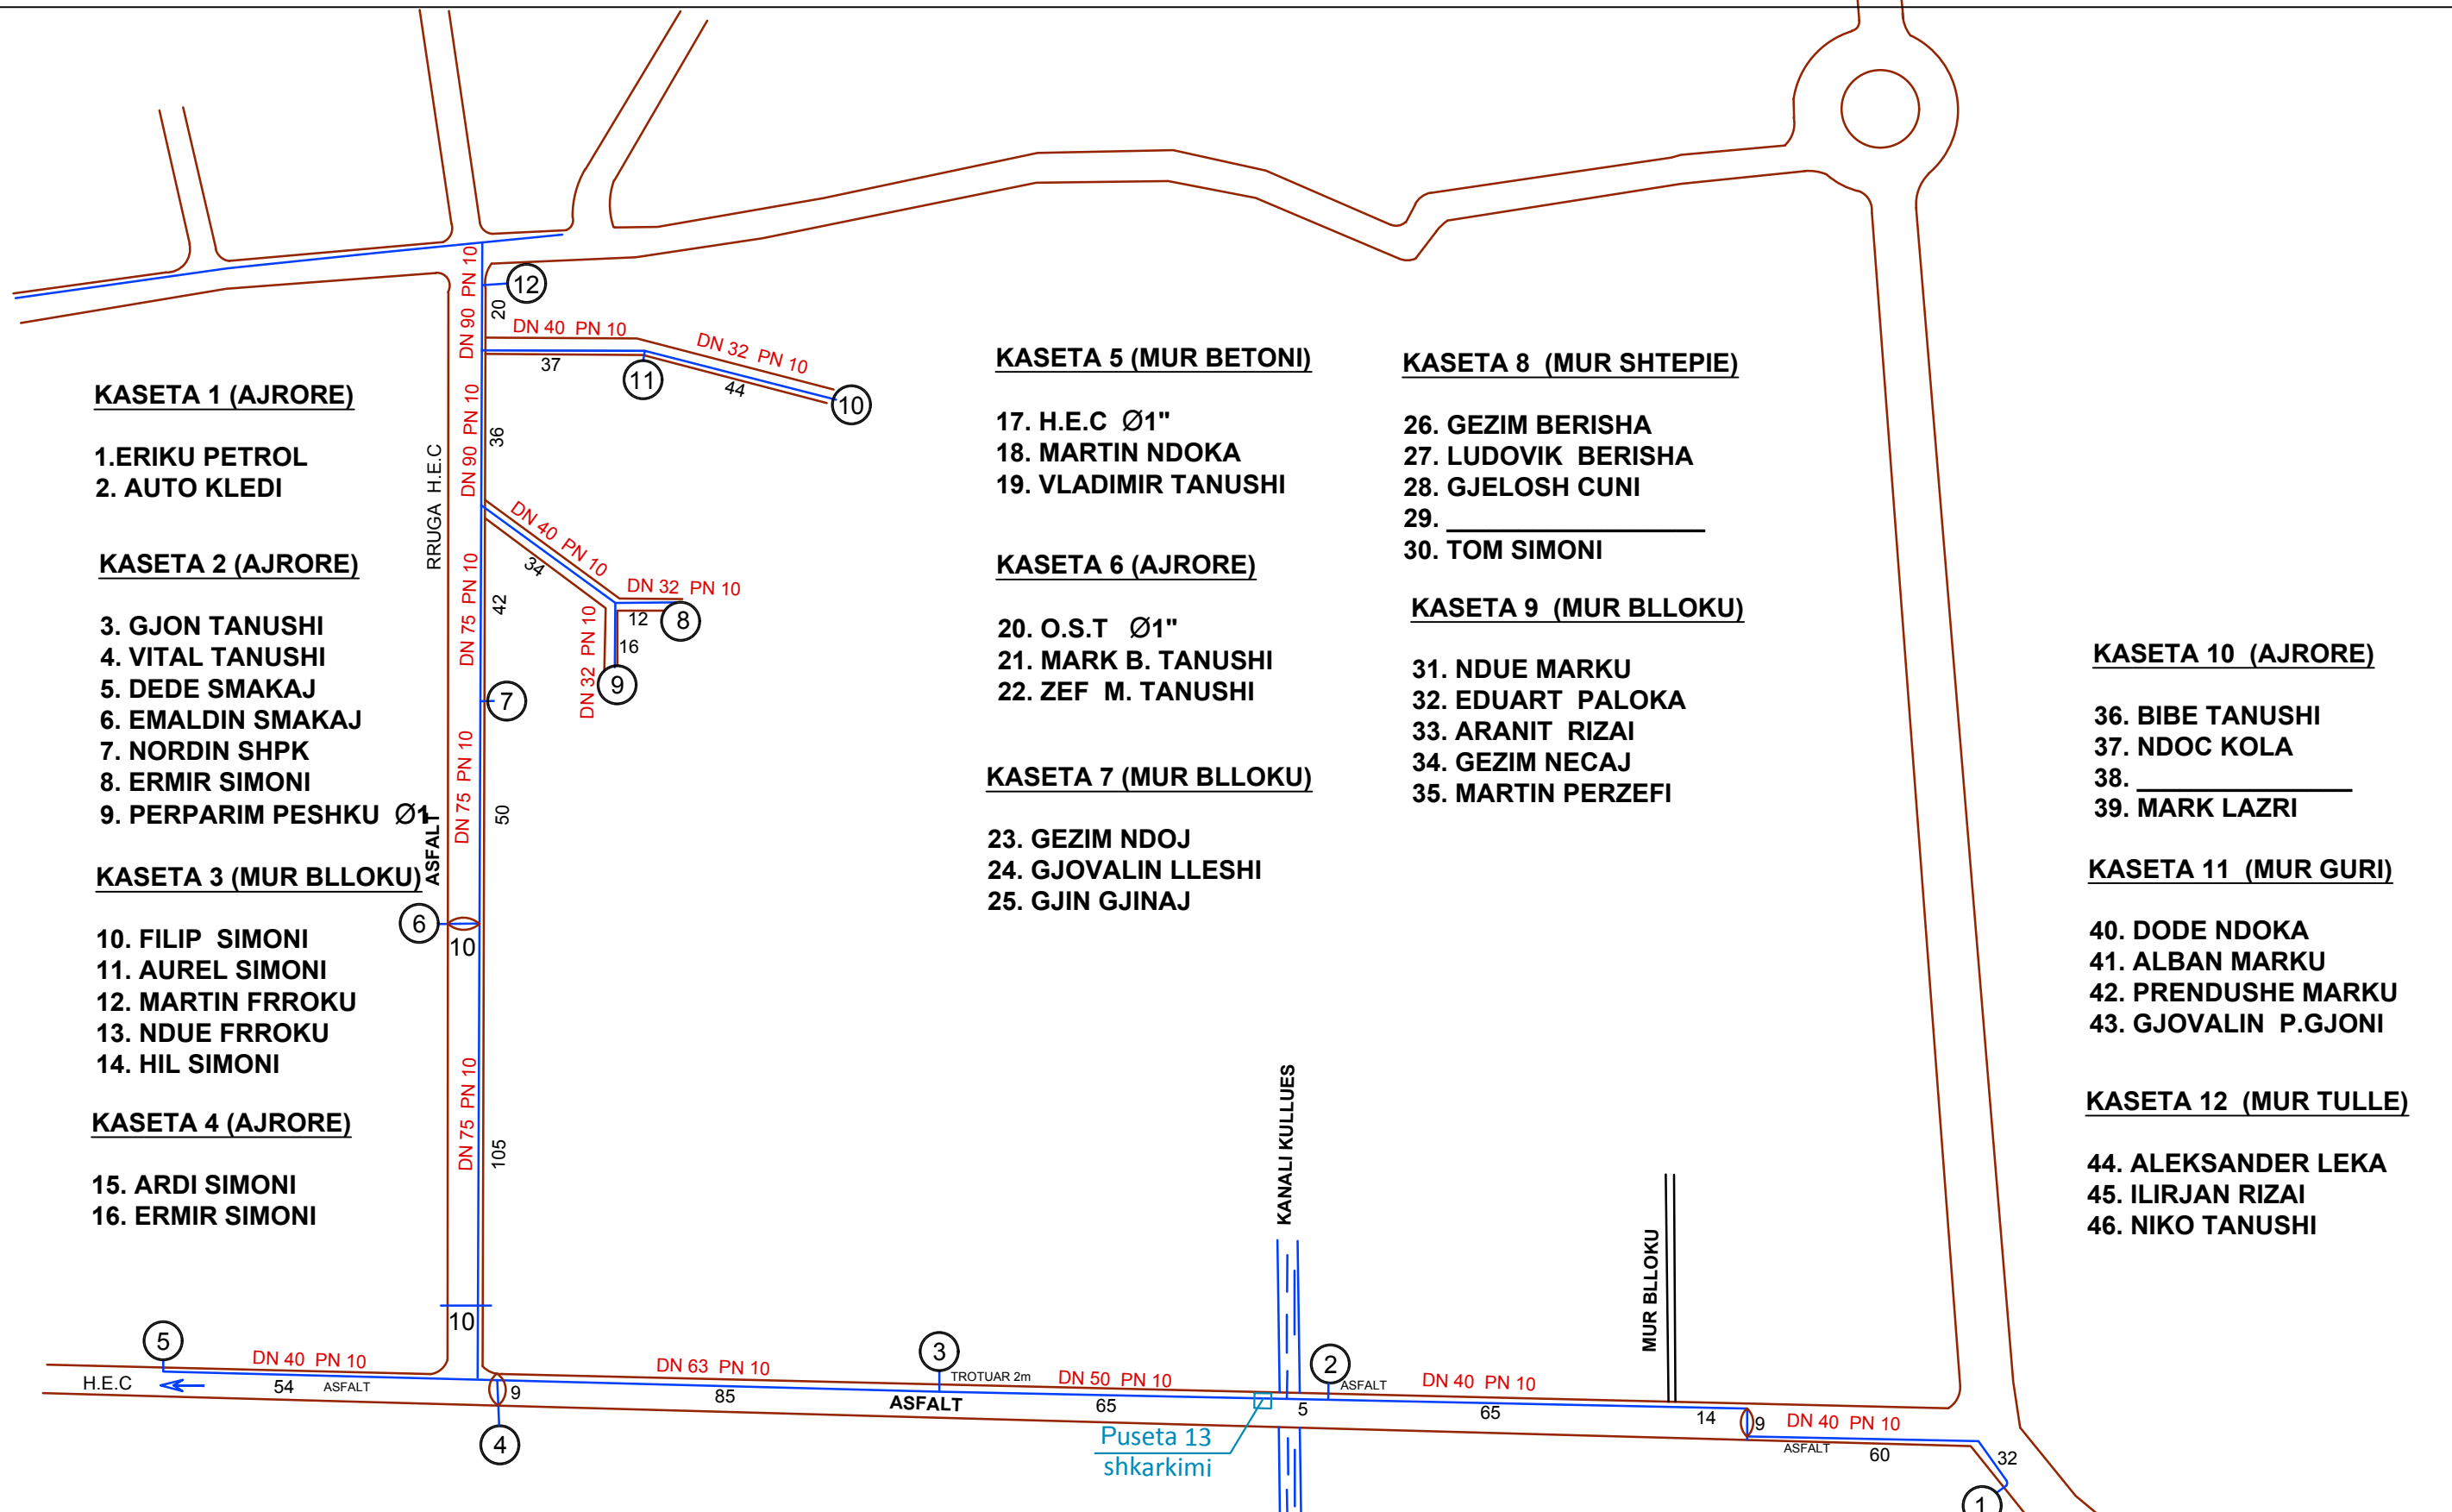 DN 90 PN 10
12
20
DN 40 PN 10
DN 32 PN 10
37
11
44
10
DN 90 PN 10
36
RRUGA H.E.C
DN 40 PN 10
34
DN 32 PN 10
12
8
DN 32 PN 10
16
9
DN 75 PN 10
42
7
DN 75 PN 10
50
ASFALT
6
10
DN 75 PN 10
105
10
KASETA 1 (AJRORE)
1.ERIKU PETROL
2. AUTO KLEDI
KASETA 2 (AJRORE)
3. GJON TANUSHI
4. VITAL TANUSHI
5. DEDE SMAKAJ
6. EMALDIN SMAKAJ
7. NORDIN SHPK
8. ERMIR SIMONI
9. PERPARIM PESHKU Ø1
KASETA 3 (MUR BLLOKU)
10. FILIP SIMONI
11. AUREL SIMONI
12. MARTIN FRROKU
13. NDUE FRROKU
14. HIL SIMONI
KASETA 4 (AJRORE)
15. ARDI SIMONI
16. ERMIR SIMONI
KASETA 5 (MUR BETONI)
17. H.E.C Ø1"
18. MARTIN NDOKA
19. VLADIMIR TANUSHI
KASETA 6 (AJRORE)
20. O.S.T Ø1"
21. MARK B. TANUSHI
22. ZEF M. TANUSHI
KASETA 7 (MUR BLLOKU)
23. GEZIM NDOJ
24. GJOVALIN LLESHI
25. GJIN GJINAJ
KASETA 8 (MUR SHTEPIE)
26. GEZIM BERISHA
27. LUDOVIK BERISHA
28. GJELOSH CUNI
29. _________________
30. TOM SIMONI
KASETA 9 (MUR BLLOKU)
31. NDUE MARKU
32. EDUART PALOKA
33. ARANIT RIZAI
34. GEZIM NECAJ
35. MARTIN PERZEFI
KASETA 10 (AJRORE)
36. BIBE TANUSHI
37. NDOC KOLA
38. ______________
39. MARK LAZRI
KASETA 11 (MUR GURI)
40. DODE NDOKA
41. ALBAN MARKU
42. PRENDUSHE MARKU
43. GJOVALIN P.GJONI
KASETA 12 (MUR TULLE)
44. ALEKSANDER LEKA
45. ILIRJAN RIZAI
46. NIKO TANUSHI
KANALI KULLUES
MUR BLLOKU
5
DN 40 PN 10
H.E.C
54
ASFALT
9
4
DN 63 PN 10
85
3
TROTUAR 2m
ASFALT
DN 50 PN 10
65
Puseta 13
shkarkimi
5
2
ASFALT
DN 40 PN 10
65
14
9
DN 40 PN 10
ASFALT
60
32
1